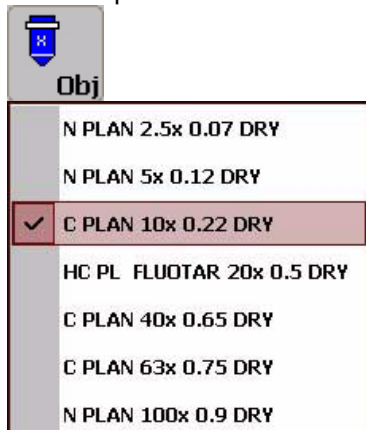 x
Obj
N PLAN 2.5x 0.07 DRY
N PLAN 5x 0.12 DRY
C PLAN 10x 0.22 DRY
HC PL FLUOTAR 20x 0.5 DRY
C PLAN 40x 0.65 DRY
C PLAN 63x 0.75 DRY
N PLAN 100x 0.9 DRY